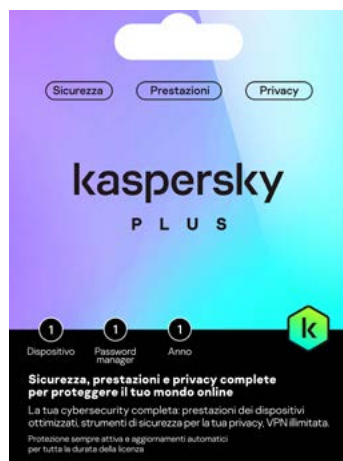 Sicurezza Prestazioni Privacy
kaspersky
PLUS
1 1 1
k
Dispositivo Password manager Anno
Sicurezza, prestazioni e privacy complete
per proteggere il tuo mondo online
La tua cybersecurity completa: prestazioni dei dispositivi
ottimizzati, strumenti di sicurezza per la tua privacy, VPN illimitata.
Protezione sempre attiva e aggiornamenti automatici
per tutta la durata della licenza